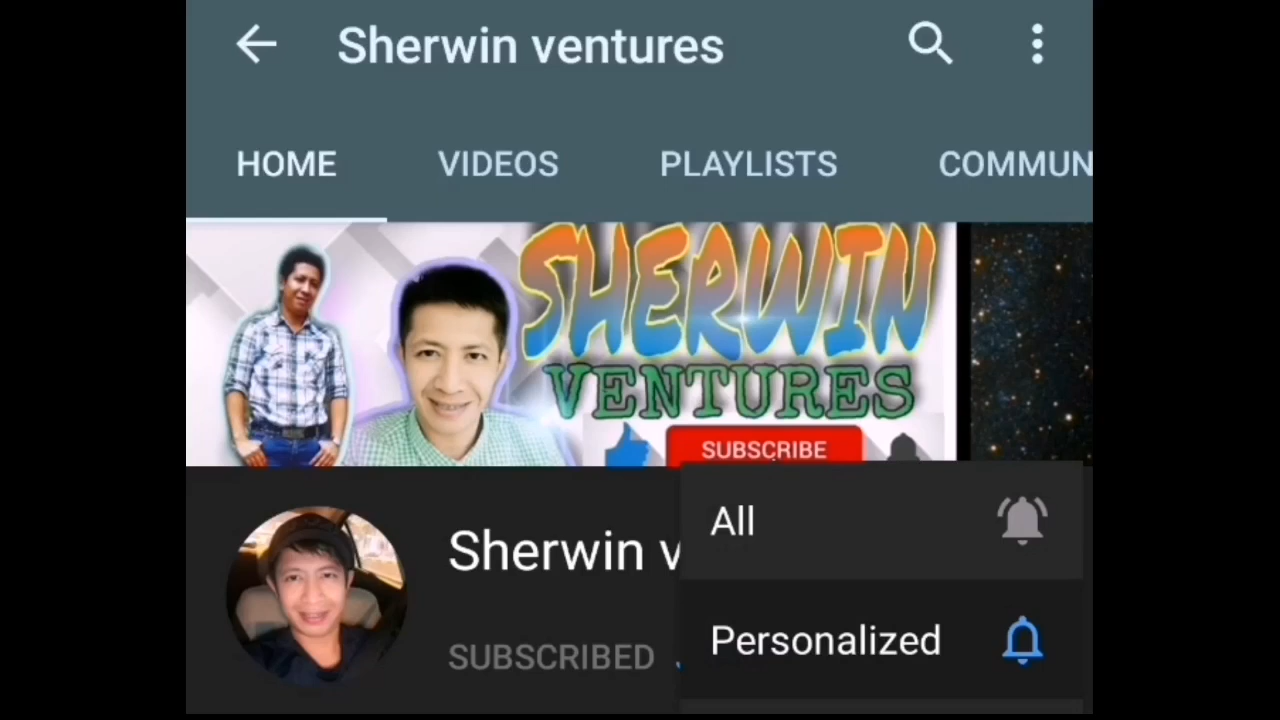 Sherwin ventures
HOME VIDEOS PLAYLISTS COMMUN
SHERWIN
VENTURES
SUBSCRIBE
All
Sherwin v
Personalized
SUBSCRIBED